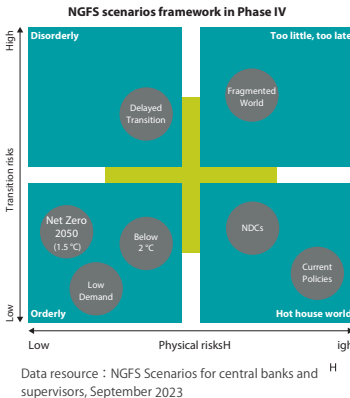 NGFS scenarios framework in Phase IV
High
Disorderly
Too little, too late
Fragmented
World
Delayed
Transition
Transition risks
Net Zero
2050
(1.5 ℃)
Below
2 ℃
NDCs
Low
Demand
Current
Policies
Low
Orderly
Hot house world
Low
Physical risksH
igh
H
Data resource：NGFS Scenarios for central banks and
supervisors, September 2023